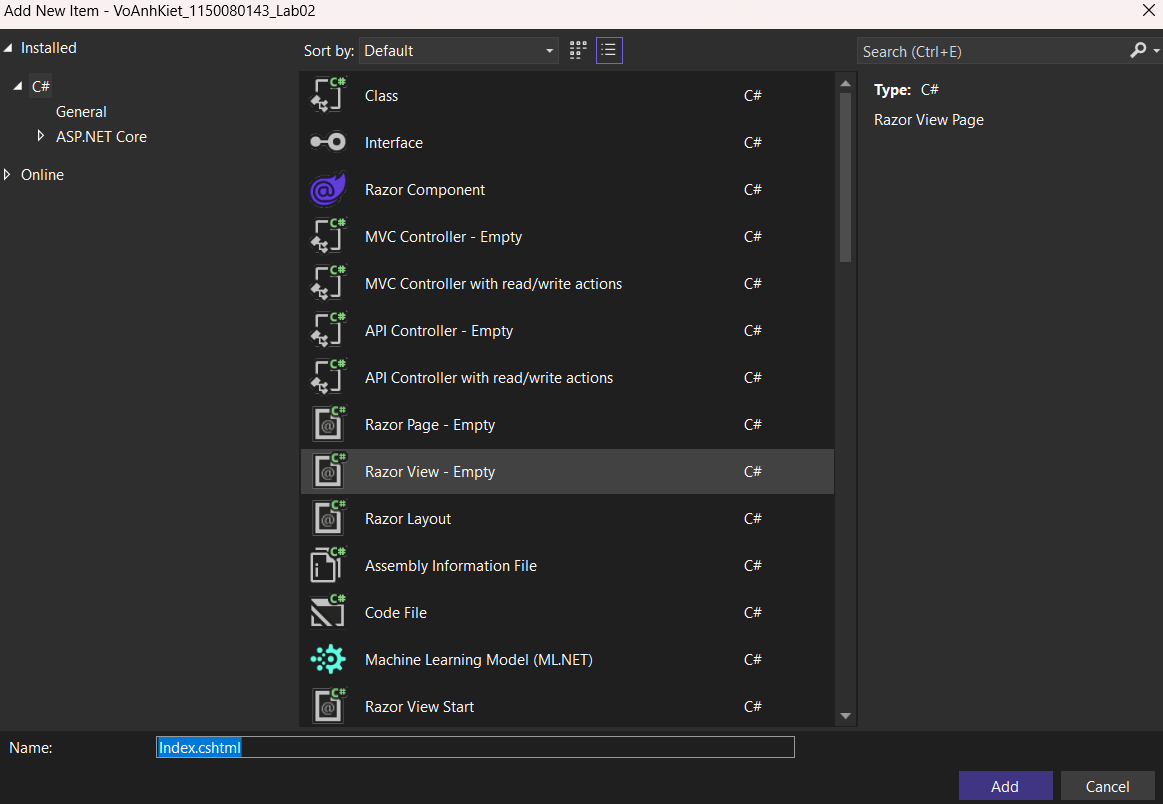 Add New Item - VoAnhKiet_1150080143_Lab02
Installed
C#
General
ASP.NET Core
Online
Sort by: Default
Search (Ctrl+E)
Class C#
Interface C#
Razor Component C#
MVC Controller - Empty C#
MVC Controller with read/write actions C#
API Controller - Empty C#
API Controller with read/write actions C#
Razor Page - Empty C#
Razor View - Empty C#
Razor Layout C#
Assembly Information File C#
Code File C#
Machine Learning Model (ML.NET) C#
Razor View Start C#
Type: C#
Razor View Page
Name: Index.cshtml
Add Cancel